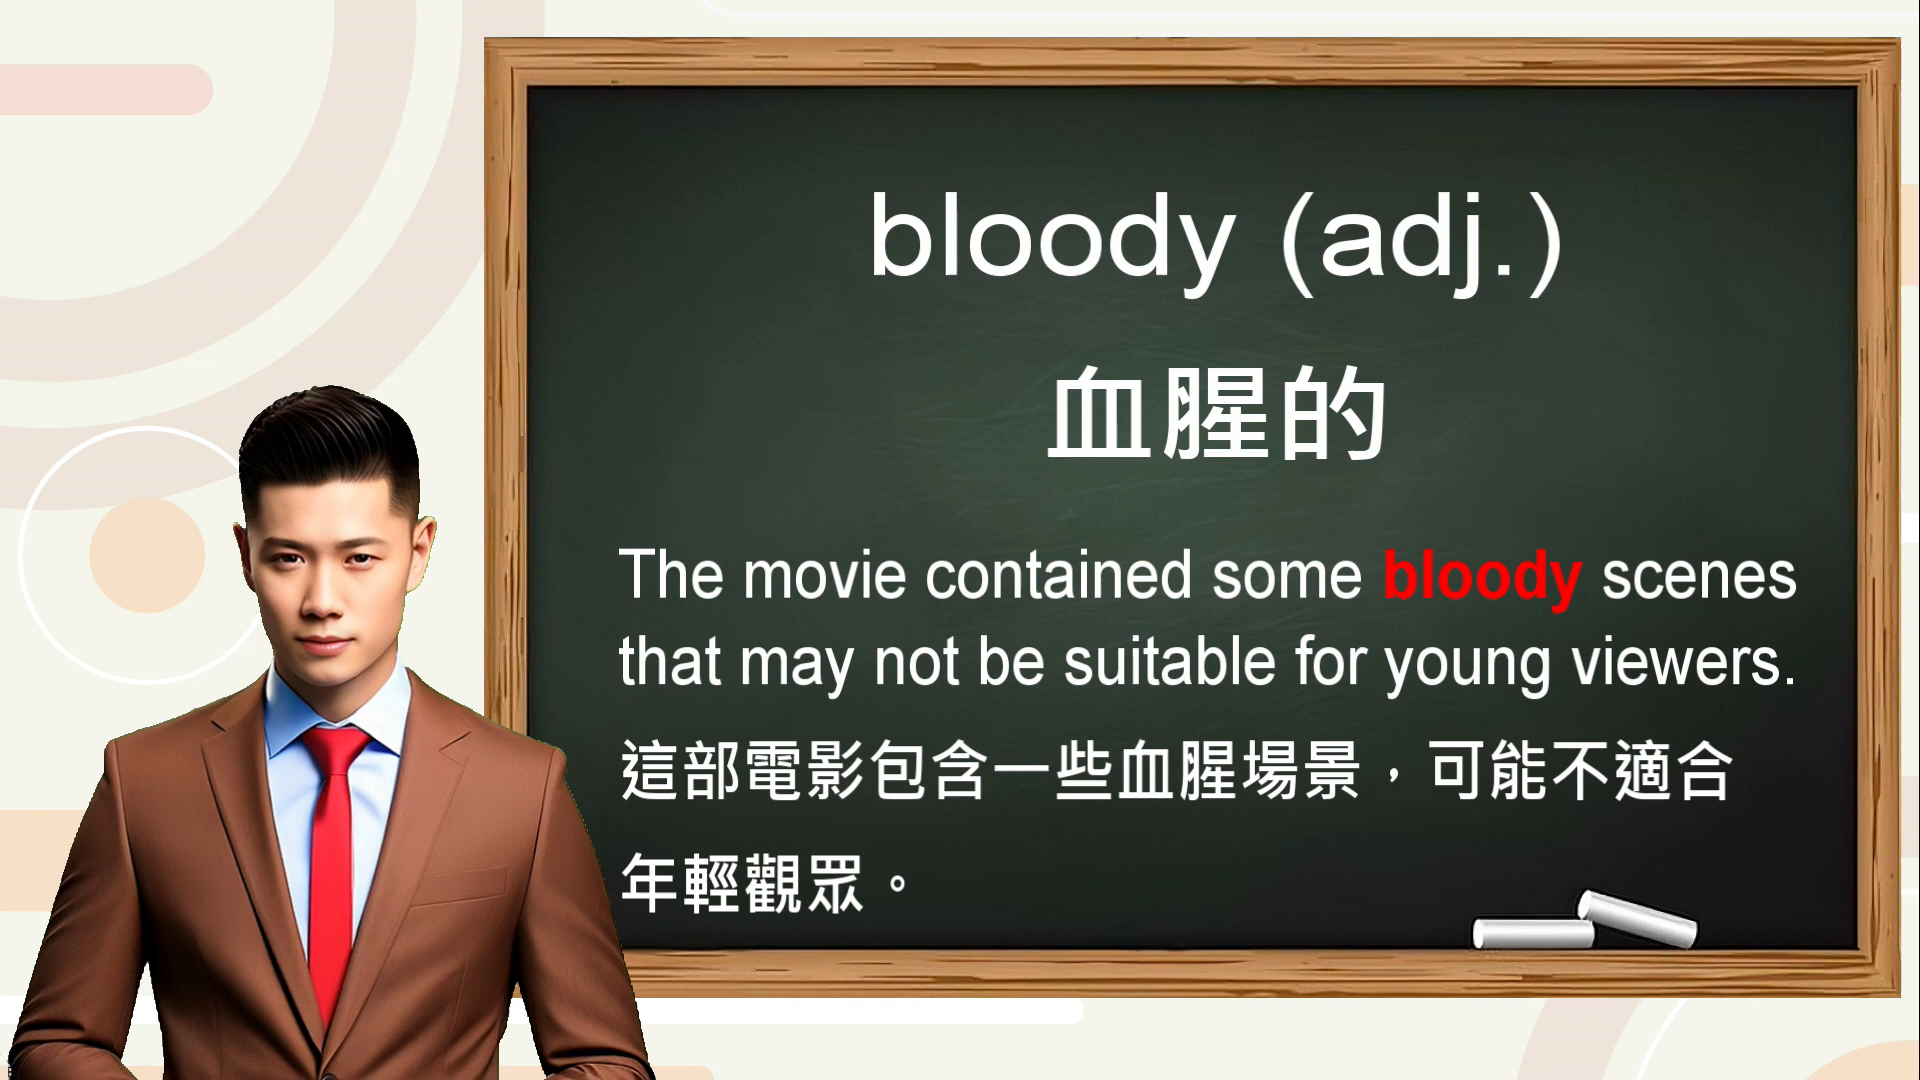 bloody (adj.)
血腥的
The movie contained some bloody scenes
that may not be suitable for young viewers.
這部電影包含一些血腥場景，可能不適合
年輕觀眾。